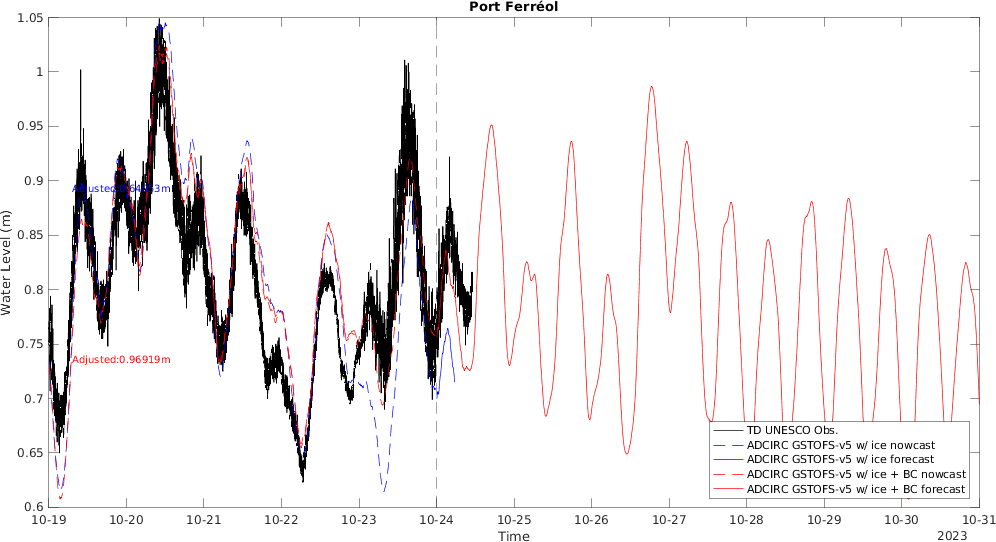 Port Ferréol
1.05
1
0.95
0.9
0.85
0.8
0.75
0.7
0.65
0.6
Water Level (m)
Adjusted:0.96919m
TD UNESCO Obs.
ADCIRC GSTOFS-v5 w/ ice nowcast
ADCIRC GSTOFS-v5 w/ ice forecast
ADCIRC GSTOFS-v5 w/ ice + BC nowcast
ADCIRC GSTOFS-v5 w/ ice + BC forecast
10-19 10-20 10-21 10-22 10-23 10-24 10-25 10-26 10-27 10-28 10-29 10-30 10-31
2023
Time